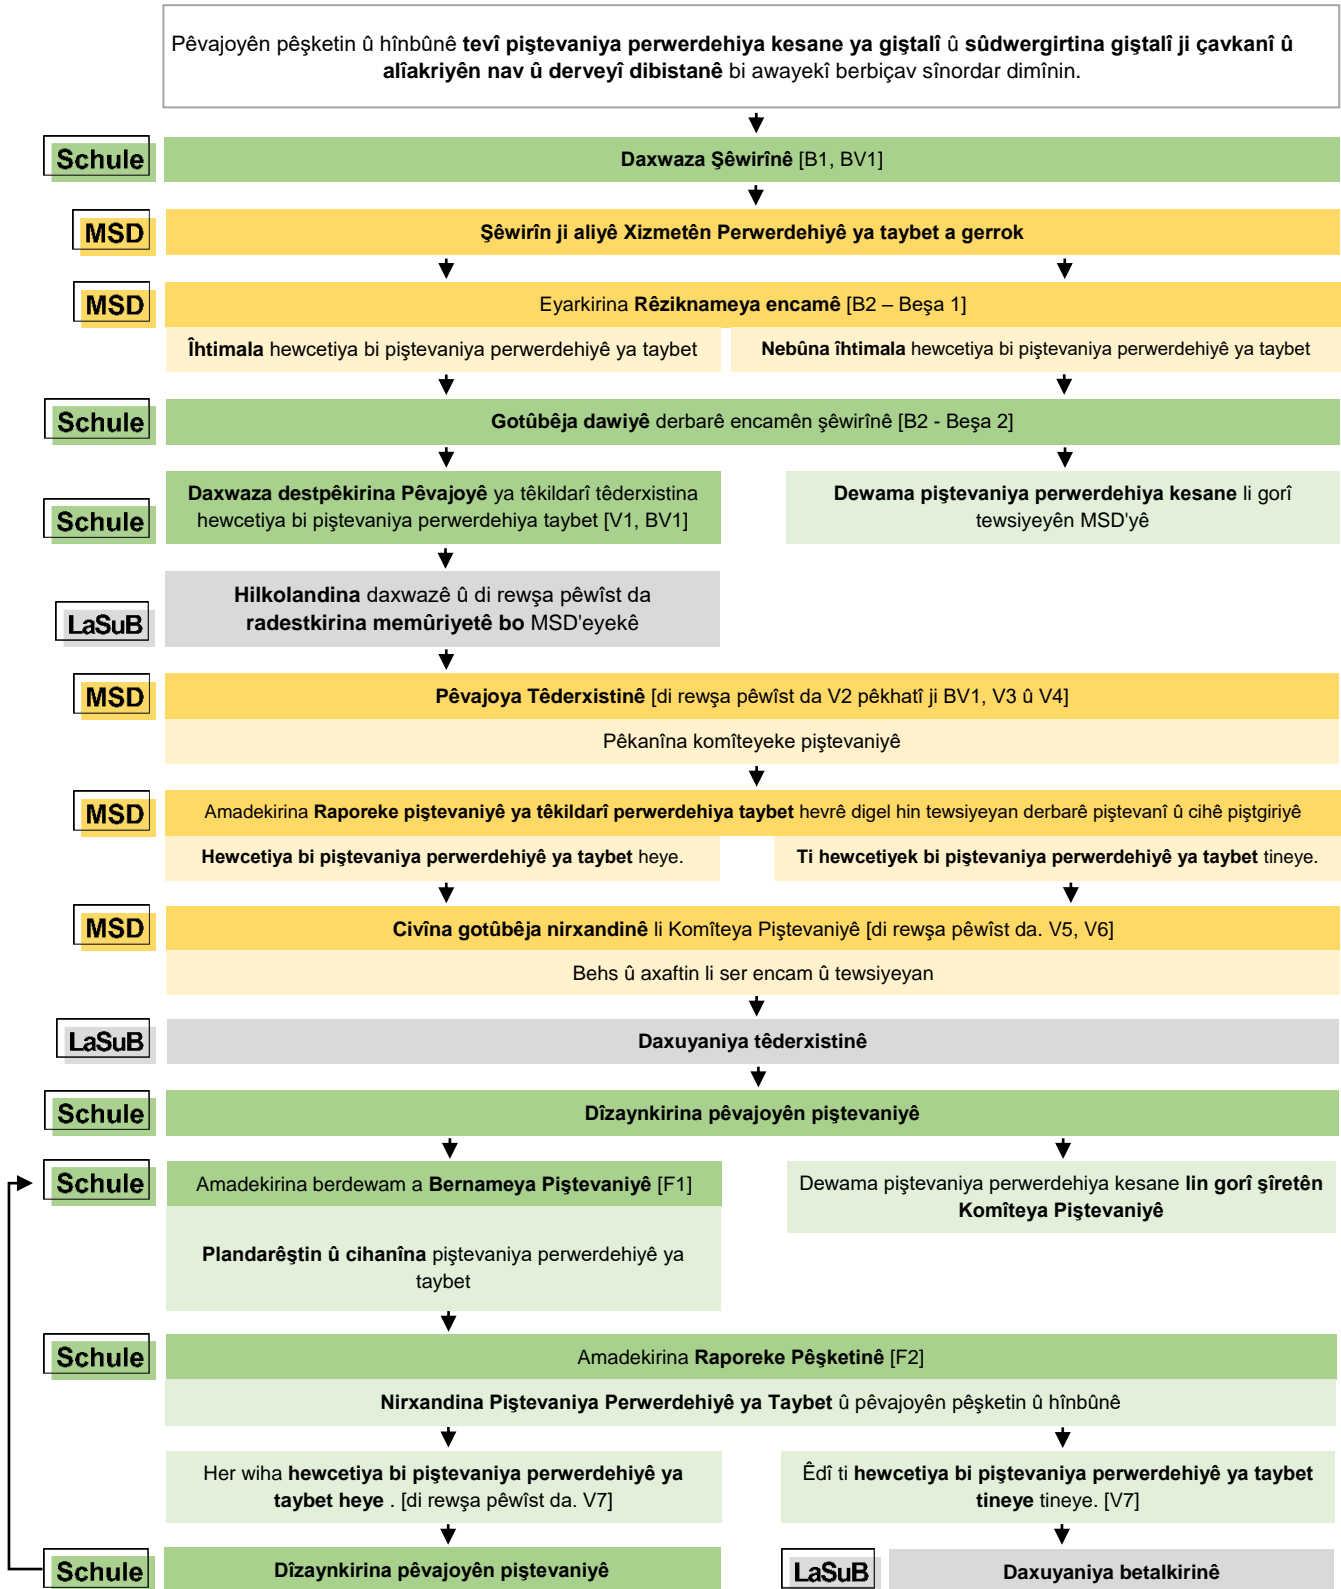 Pêvajoyên pêşketin û hînbûnê tevî piştevaniya perwerdehiya kesane ya giştalî û sûdwergirtina giştalî ji çavkanî û
alîakriyên nav û derveyî dibistanê bi awayekî berbiçav sînordar dimînin.
Schule
Daxwaza Şêwirînê [B1, BV1]
MSD
Şêwirîn ji aliyê Xizmetên Perwerdehiyê ya taybet a gerrok
MSD
Eyarkirina Rêziknameya encamê [B2 – Beşa 1]
Îhtimala hewcetiya bi piştevaniya perwerdehiyê ya taybet
Nebûna îhtimala hewcetiya bi piştevaniya perwerdehiyê ya taybet
Schule
Gotûbêja dawiyê derbarê encamên şêwirînê [B2 - Beşa 2]
Schule
Daxwaza destpêkirina Pêvajoyê ya têkildarî têderxistina
hewcetiya bi piştevaniya perwerdehiya taybet [V1, BV1]
Dewama piştevaniya perwerdehiya kesane li gorî
tewsiyeyên MSD'yê
LaSuB
Hilkolandina daxwazê û di rewşa pêwîst da
radestkirina memûriyetê bo MSD'eyekê
MSD
Pêvajoya Têderxistinê [di rewşa pêwîst da V2 pêkhatî ji BV1, V3 û V4]
Pêkanîna komîteyeke piştevaniyê
MSD
Amadekirina Raporeke piştevaniyê ya têkildarî perwerdehiya taybet hevrê digel hin tewsiyeyan derbarê piştevanî û cihê piştgiriyê
Hewcetiya bi piştevaniya perwerdehiyê ya taybet heye.
Ti hewcetiyek bi piştevaniya perwerdehiyê ya taybet tineye.
MSD
Civîna gotûbêja nirxandinê li Komîteya Piştevaniyê [di rewşa pêwîst da. V5, V6]
Behs û axaftin li ser encam û tewsiyeyan
LaSuB
Daxuyaniya têderxistinê
Schule
Dîzaynkirina pêvajoyên piştevaniyê
Schule
Amadekirina berdewam a Bernameya Piştevaniyê [F1]
Plandarêştin û cihanîna piştevaniya perwerdehiyê ya
taybet
Dewama piştevaniya perwerdehiya kesane lin gorî şîretên
Komîteya Piştevaniyê
Schule
Amadekirina Raporeke Pêşketinê [F2]
Nirxandina Piştevaniya Perwerdehiyê ya Taybet û pêvajoyên pêşketin û hînbûnê
Her wiha hewcetiya bi piştevaniya perwerdehiyê ya
taybet heye . [di rewşa pêwîst da. V7]
Êdî ti hewcetiya bi piştevaniya perwerdehiyê ya taybet
tineye tineye. [V7]
Schule
Dîzaynkirina pêvajoyên piştevaniyê
LaSuB
Daxuyaniya betalkirinê